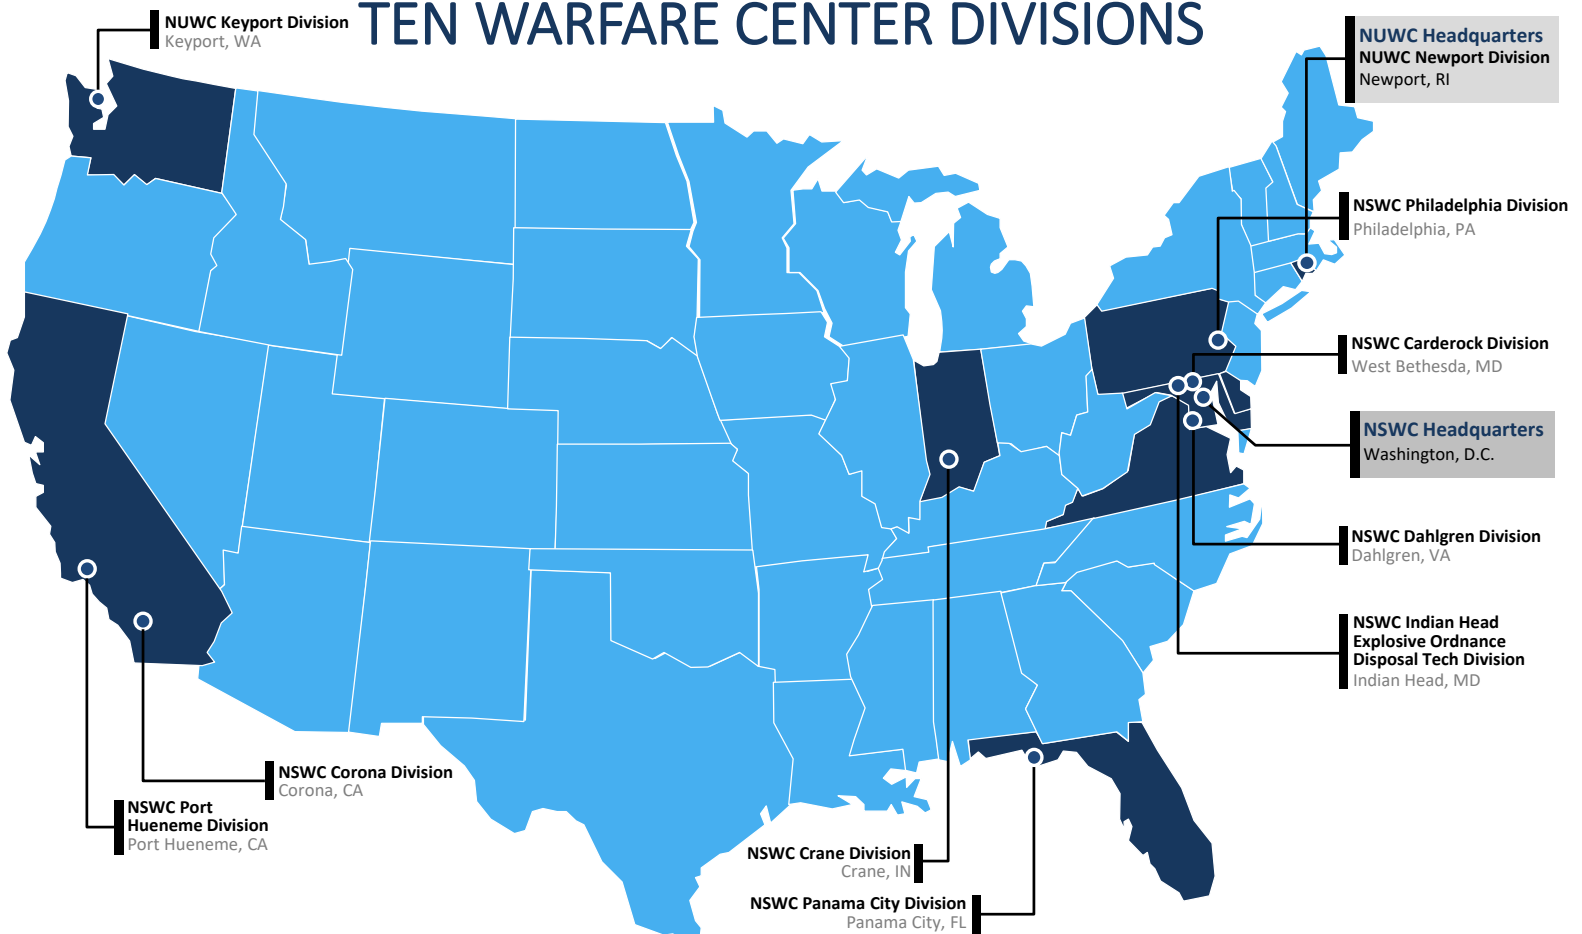 TEN WARFARE CENTER DIVISIONS
NUWC Keyport Division
Keyport, WA
NUWC Headquarters
NUWC Newport Division
Newport, RI
NSWC Philadelphia Division
Philadelphia, PA
NSWC Carderock Division
West Bethesda, MD
NSWC Headquarters
Washington, D.C.
NSWC Dahlgren Division
Dahlgren, VA
NSWC Indian Head
Explosive Ordnance
Disposal Tech Division
Indian Head, MD
NSWC Corona Division
Corona, CA
NSWC Port
Hueneme Division
Port Hueneme, CA
NSWC Crane Division
Crane, IN
NSWC Panama City Division
Panama City, FL